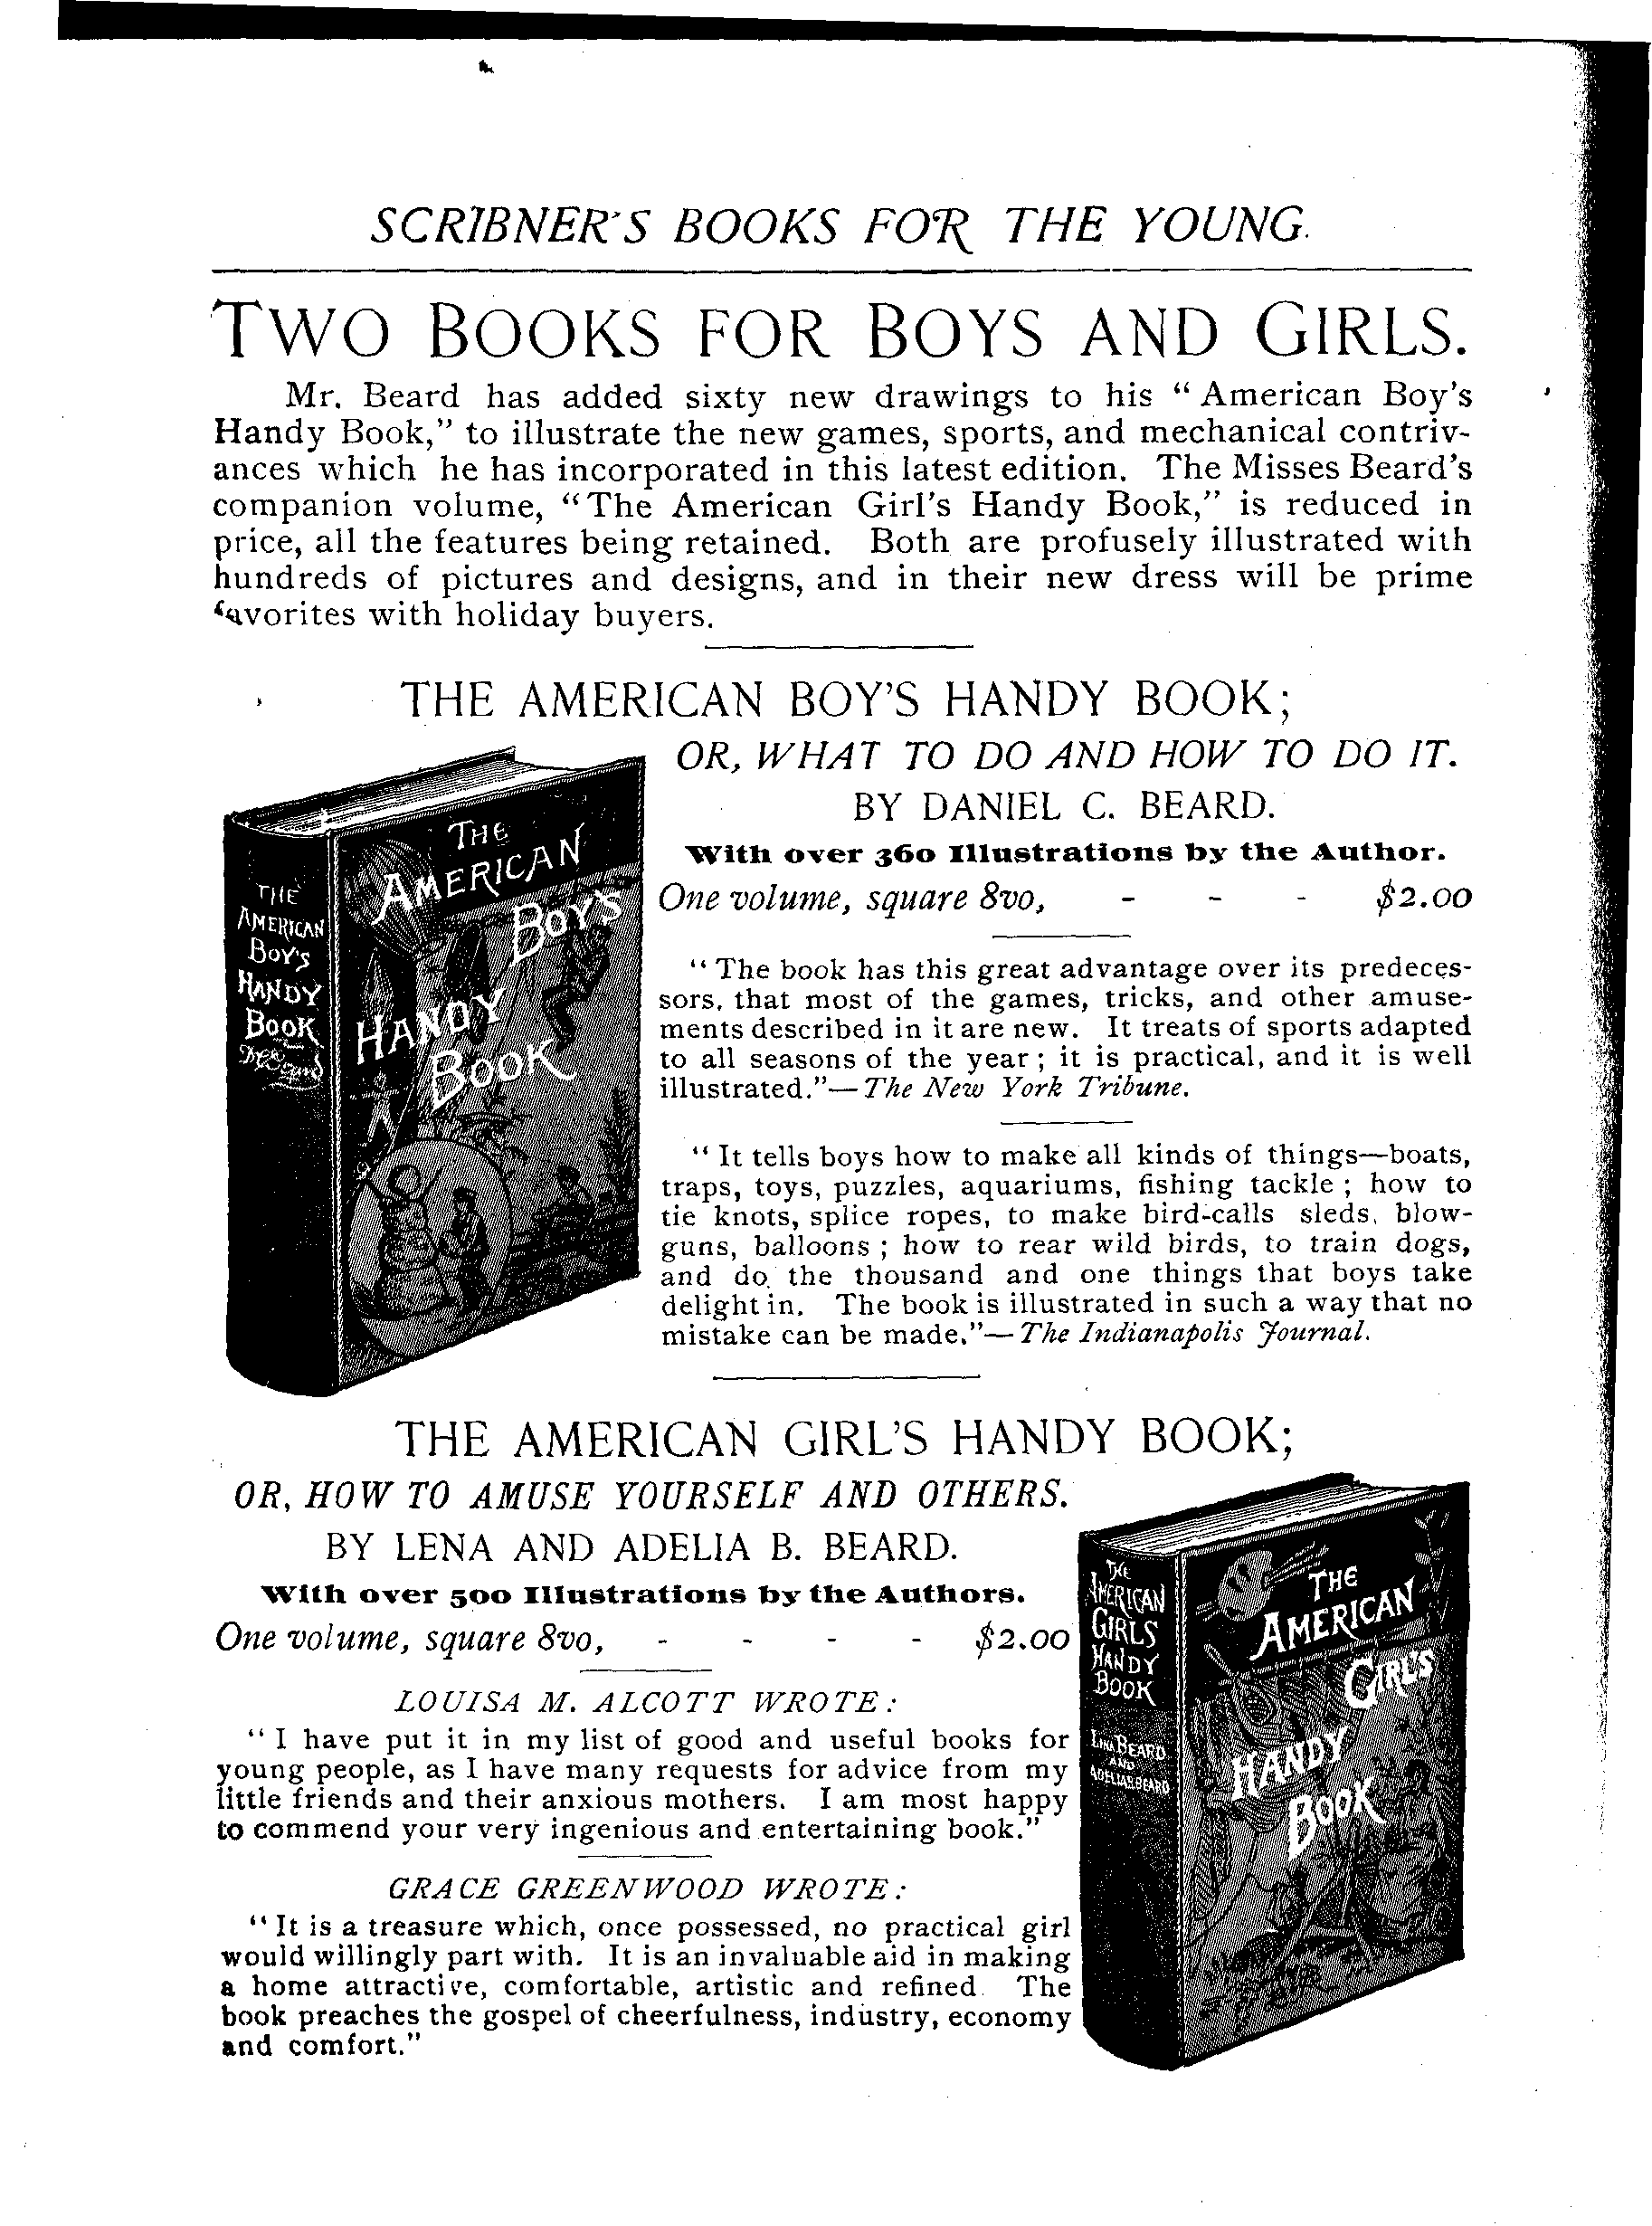 SCRIBNER'S BOOKS FOR THE YOUNG.
TWO BOOKS FOR BOYS AND GIRLS.
Mr. Beard has added sixty new drawings to his “American Boy's
Handy Book,” to illustrate the new games, sports, and mechanical contriv-
ances which he has incorporated in this latest edition. The Misses Beard's
companion volume, “The American Girl's Handy Book,” is reduced in
price, all the features being retained. Both are profusely illustrated with
hundreds of pictures and designs, and in their new dress will be prime
favorites with holiday buyers.
THE AMERICAN BOY'S HANDY BOOK;
OR, WHAT TO DO AND HOW TO DO IT.
BY DANIEL C. BEARD.
With over 360 Illustrations by the Author.
One volume, square 8vo, - - - $2.00
“The book has this great advantage over its predeces-
sors, that most of the games, tricks, and other amuse-
ments described in it are new. It treats of sports adapted
to all seasons of the year; it is practical, and it is well
illustrated.”—The New York Tribune.
“It tells boys how to make all kinds of things—boats,
traps, toys, puzzles, aquariums, fishing tackle; how to
tie knots, splice ropes, to make bird-calls sleds, blow-
guns, balloons; how to rear wild birds, to train dogs,
and do the thousand and one things that boys take
delight in. The book is illustrated in such a way that no
mistake can be made.”—The Indianapolis Journal.
THE
AMERICAN
BOY'S
HANDY
BOOK
THE
AMERICAN
BOY'S
HANDY
BOOK
THE AMERICAN GIRL'S HANDY BOOK;
OR, HOW TO AMUSE YOURSELF AND OTHERS.
BY LENA AND ADELIA B. BEARD.
With over 500 Illustrations by the Authors.
One volume, square 8vo, - - - - $2.00
LOUISA M. ALCOTT WROTE:
“I have put it in my list of good and useful books for
young people, as I have many requests for advice from my
little friends and their anxious mothers. I am most happy
to commend your very ingenious and entertaining book.”
GRACE GREENWOOD WROTE:
“It is a treasure which, once possessed, no practical girl
would willingly part with. It is an invaluable aid in making
a home attractive, comfortable, artistic and refined. The
book preaches the gospel of cheerfulness, industry, economy
and comfort.”
THE
AMERICAN
GIRLS
HANDY
BOOK
LINA BEARD
AND
ADELIA B. BEARD
THE
AMERICAN
GIRL'S
HANDY
BOOK